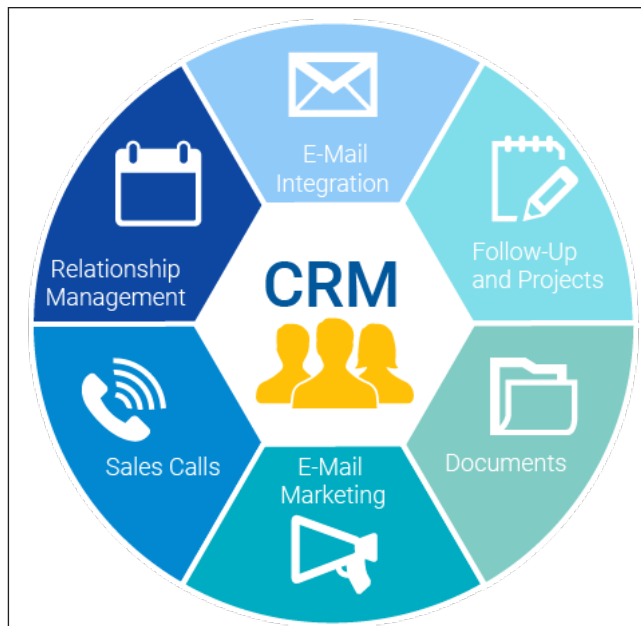 E-Mail
Integration
Follow-Up
and Projects
Relationship
Management
CRM
Sales Calls
E-Mail
Marketing
Documents